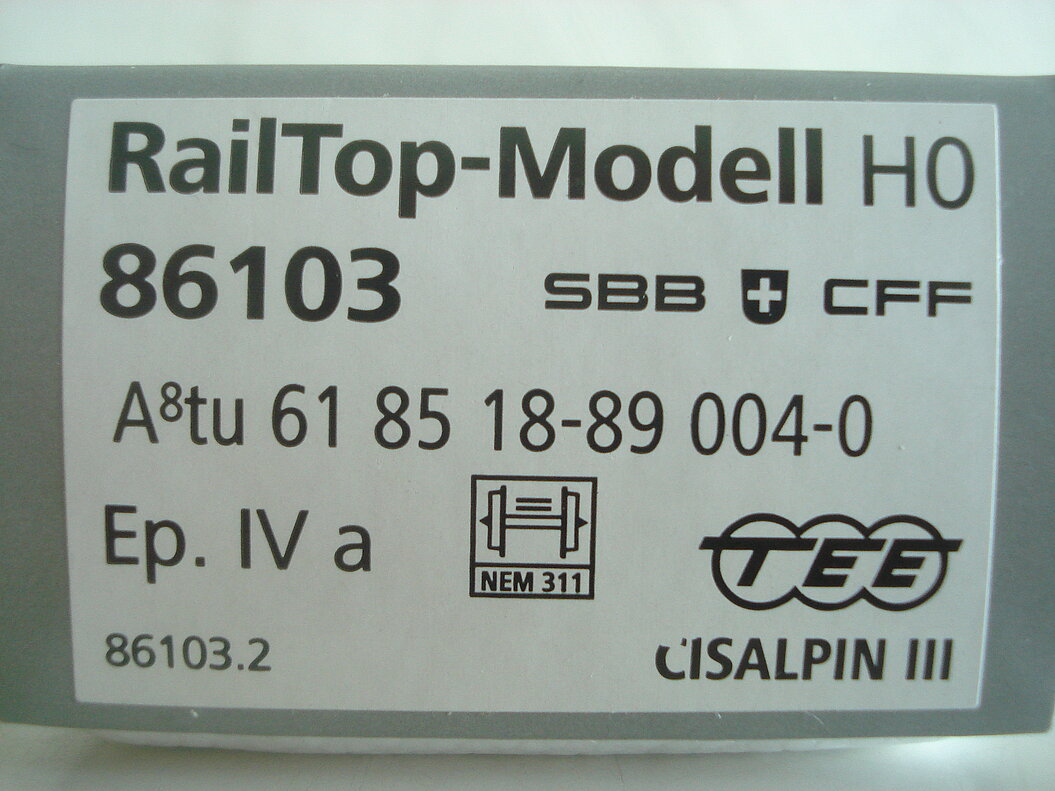 RailTop-Modell H0
86103 SBB CFF
A⁸tu 61 85 18-89 004-0
Ep. IV a
NEM 311
TEE
86103.2
CISALPIN III